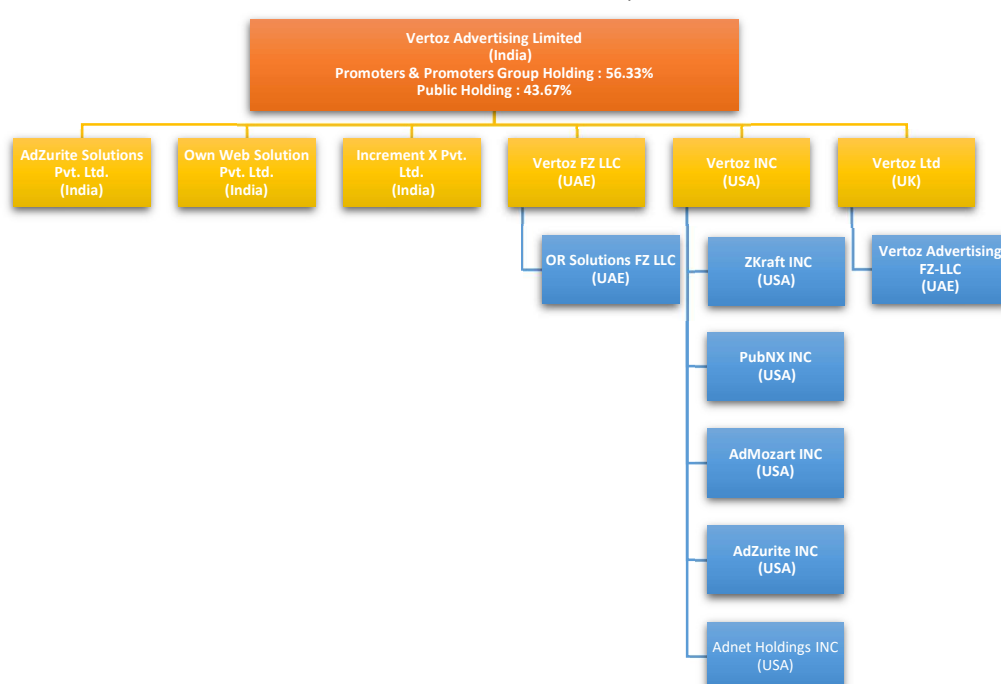 Vertoz Advertising Limited
(India)
Promoters & Promoters Group Holding : 56.33%
Public Holding : 43.67%
AdZurite Solutions
Pvt. Ltd.
(India)
Own Web Solution
Pvt. Ltd.
(India)
Increment X Pvt.
Ltd.
(India)
Vertoz FZ LLC
(UAE)
Vertoz INC
(USA)
Vertoz Ltd
(UK)
OR Solutions FZ LLC
(UAE)
ZKraft INC
(USA)
Vertoz Advertising
FZ-LLC
(UAE)
PubNX INC
(USA)
AdMozart INC
(USA)
AdZurite INC
(USA)
Adnet Holdings INC
(USA)